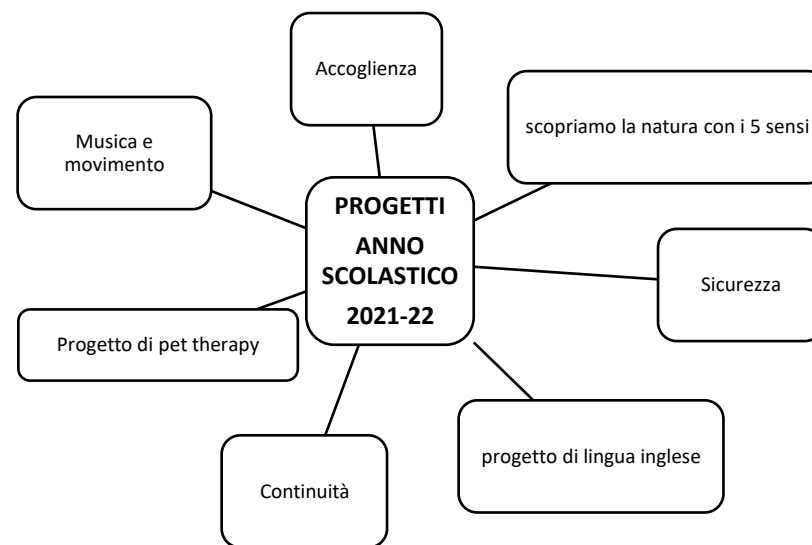 Accoglienza
scopriamo la natura con i 5 sensi
Musica e
movimento
PROGETTI
ANNO
SCOLASTICO
2021-22
Sicurezza
Progetto di pet therapy
progetto di lingua inglese
Continuità